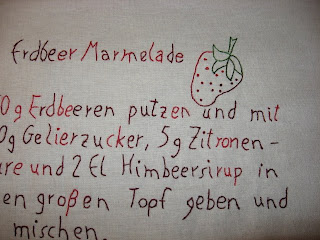 Erdbeer Marmelade
0g Erdbeeren putzen und mit
0g Gelierzucker, 5g Zitronen-
ure und 2 El Himbeersirup in
en großen Topf geben und
mischen.